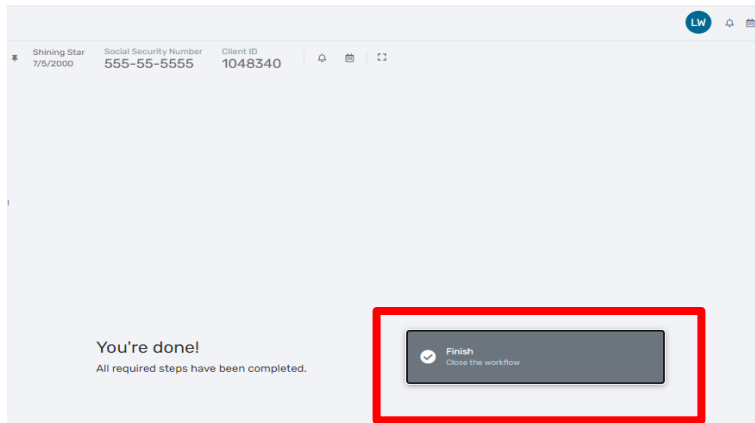 LW
Shining Star Social Security Number Client ID
7/5/2000 555-55-5555 1048340
You're done!
All required steps have been completed.
Finish
Close the workflow